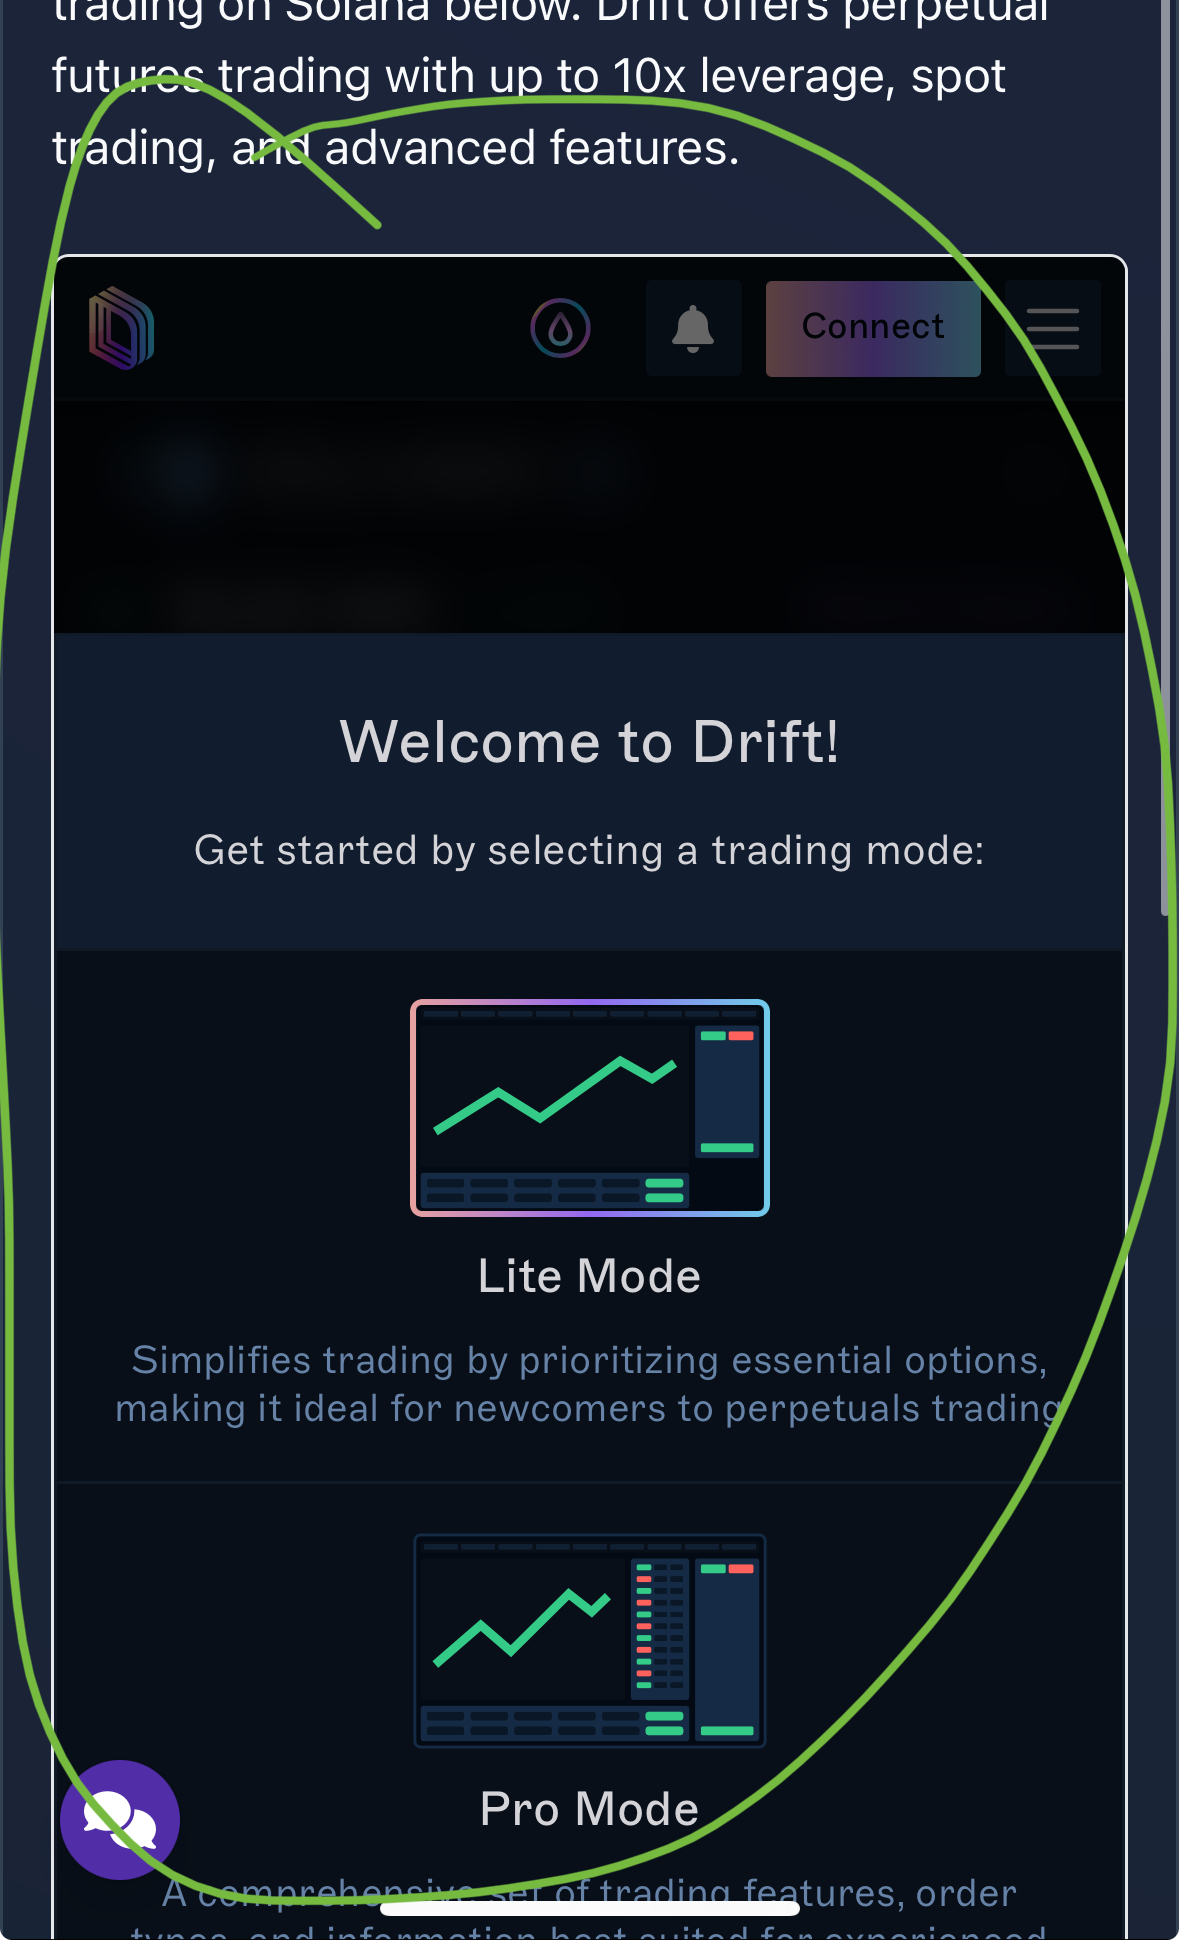 trading on Solana below. Drift offers perpetual
futures trading with up to 10x leverage, spot
trading, and advanced features.
Connect
Welcome to Drift!
Get started by selecting a trading mode:
Lite Mode
Simplifies trading by prioritizing essential options,
making it ideal for newcomers to perpetuals trading
Pro Mode
A comprehensive set of trading features, order
types, and information best suited for experienced